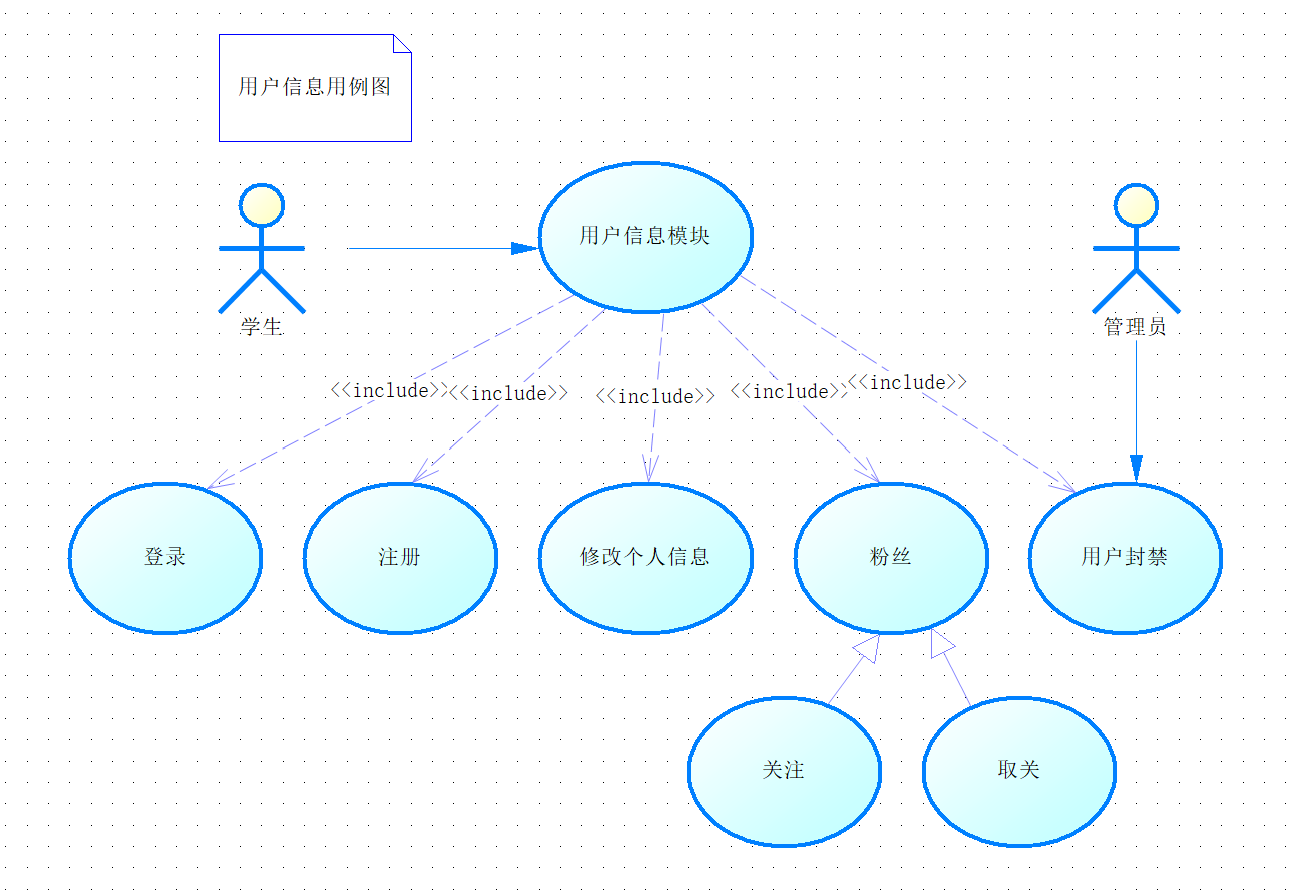 用户信息用例图
用户信息模块
学生
管理员
<<include>>
<<include>>
<<include>>
<<include>>
<<include>>
登录
注册
修改个人信息
粉丝
用户封禁
关注
取关